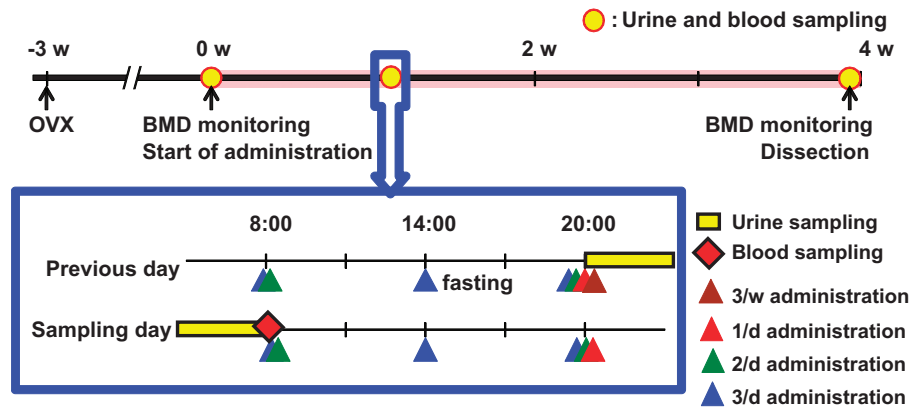 : Urine and blood sampling
-3 w 0 w 2 w 4 w
OVX BMD monitoring BMD monitoring
Start of administration Dissection
8:00 14:00 20:00
Urine sampling
Blood sampling
Previous day fasting
3/w administration
Sampling day
1/d administration
2/d administration
3/d administration